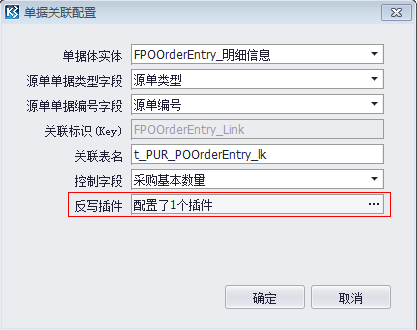 单据关联配置
单据体实体 FPOOrderEntry_明细信息
源单单据类型字段 源单类型
源单单据编号字段 源单编号
关联标识(Key) FPOOrderEntry_Link
关联表名 t_PUR_POOrderEntry_lk
控制字段 采购基本数量
反写插件 配置了1个插件 ...
确定 取消